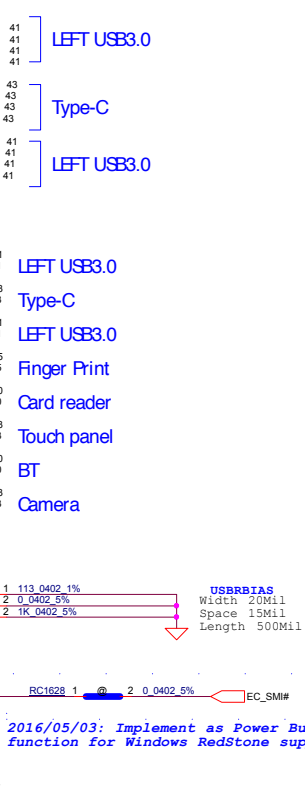 41
41
41
41
LEFT USB3.0
43
43
43
43
Type-C
41
41
41
41
LEFT USB3.0
LEFT USB3.0
Type-C
LEFT USB3.0
Finger Print
Card reader
Touch panel
BT
Camera
1 113_0402_1%
2 0_0402_5%
2 1K_0402_5%
USBRBIAS
Width 20Mil
Space 15Mil
Length 500Mil
RC1628 1 @ 2 0_0402_5% EC_SMI#
2016/05/03: Implement as Power Bu
function for Windows RedStone sup